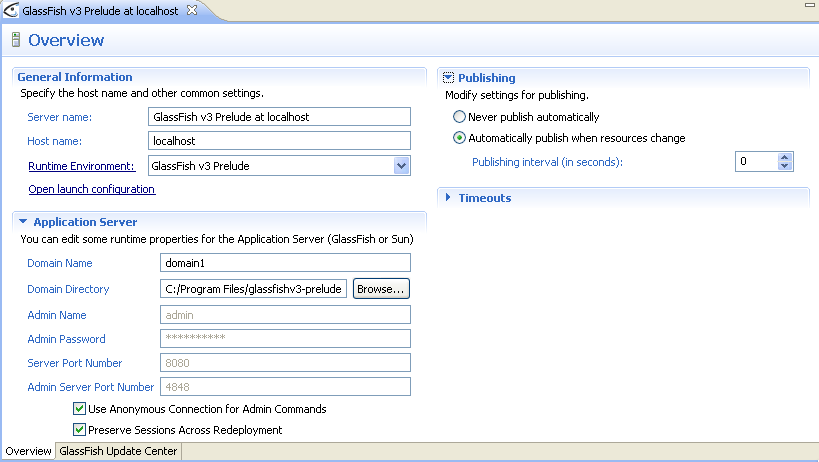 GlassFish v3 Prelude at localhost
Overview
General Information
Specify the host name and other common settings.
Server name: GlassFish v3 Prelude at localhost
Host name: localhost
Runtime Environment: GlassFish v3 Prelude
Open launch configuration
Application Server
You can edit some runtime properties for the Application Server (GlassFish or Sun)
Domain Name domain1
Domain Directory C:/Program Files/glassfishv3-prelude Browse...
Admin Name admin
Admin Password **********
Server Port Number 8080
Admin Server Port Number 4848
Use Anonymous Connection for Admin Commands
Preserve Sessions Across Redeployment
Publishing
Modify settings for publishing.
Never publish automatically
Automatically publish when resources change
Publishing interval (in seconds): 0
Timeouts
Overview GlassFish Update Center